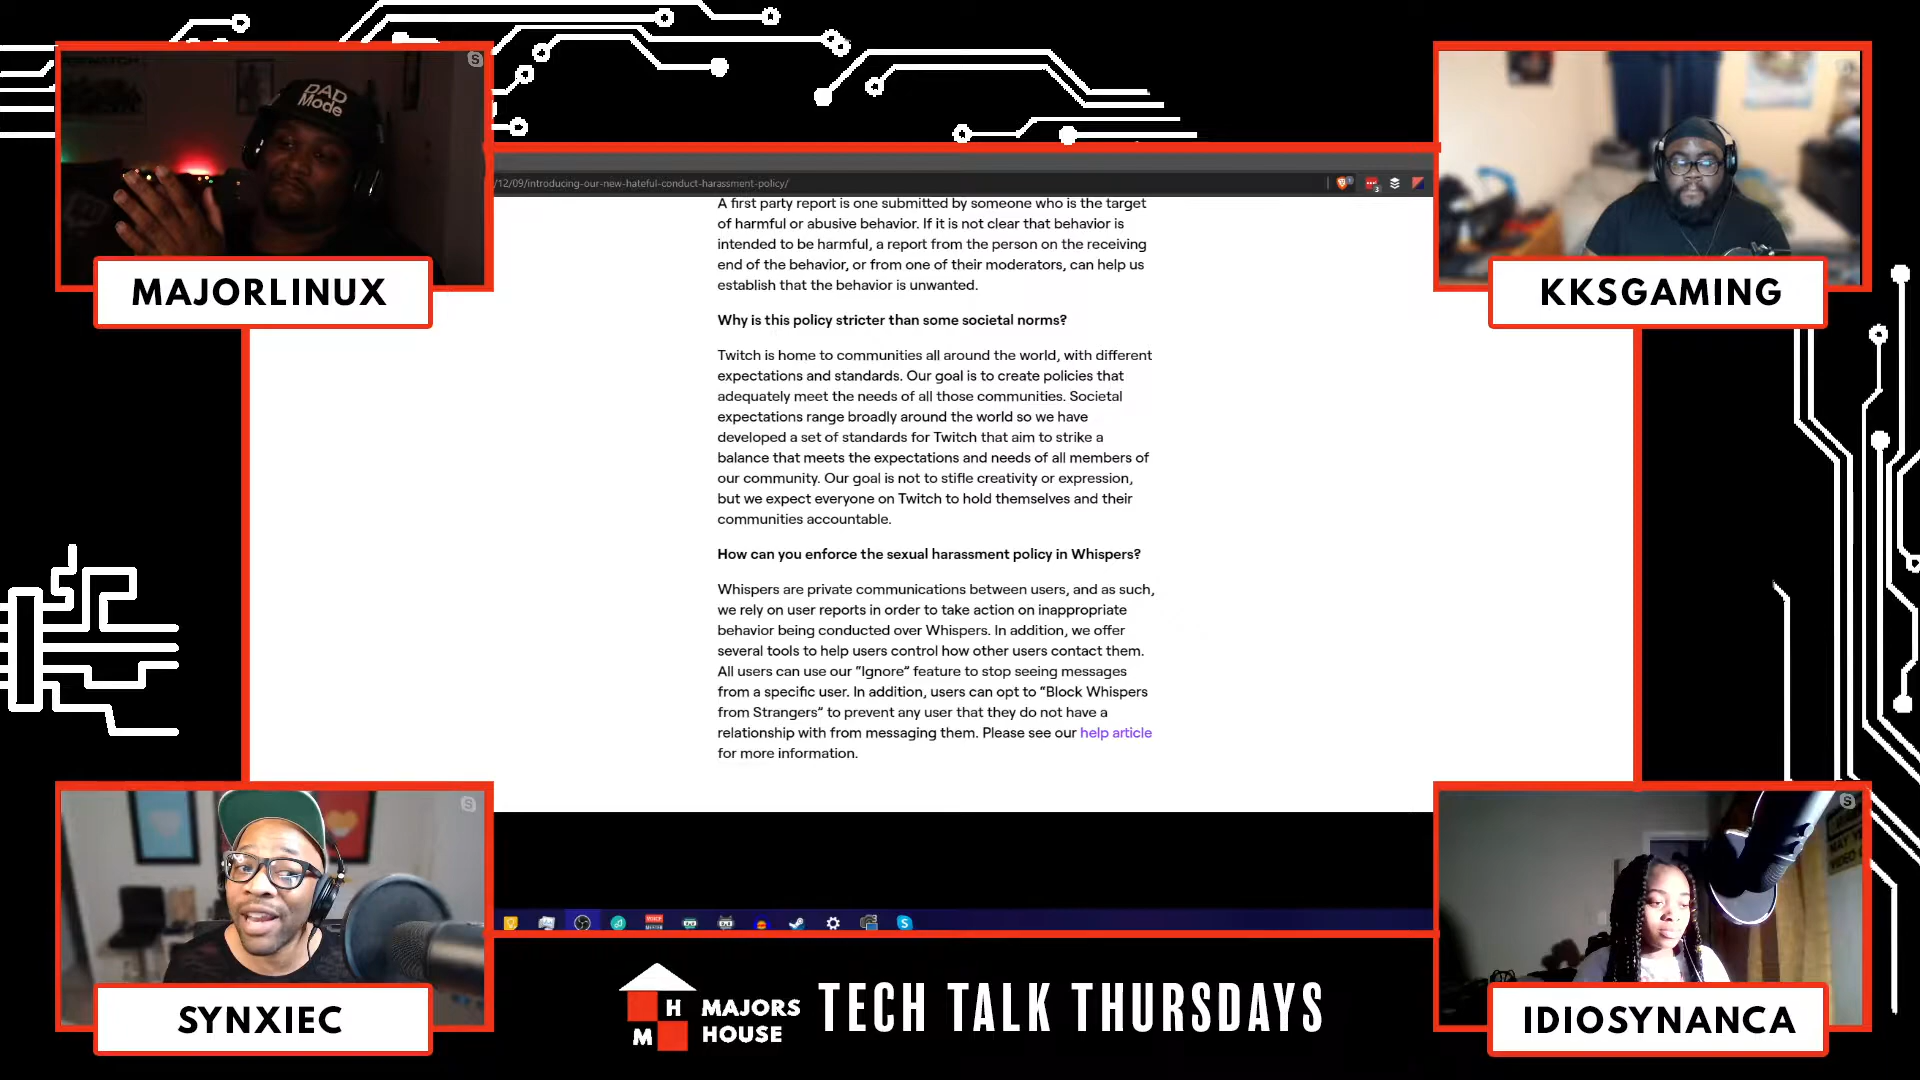 DAD
Mode
MAJORLINUX
KKSGAMING
/12/09/introducing-our-new-hateful-conduct-harassment-policy/
A first party report is one submitted by someone who is the target
of harmful or abusive behavior. If it is not clear that behavior is
intended to be harmful, a report from the person on the receiving
end of the behavior, or from one of their moderators, can help us
establish that the behavior is unwanted.
Why is this policy stricter than some societal norms?
Twitch is home to communities all around the world, with different
expectations and standards. Our goal is to create policies that
adequately meet the needs of all those communities. Societal
expectations range broadly around the world so we have
developed a set of standards for Twitch that aim to strike a
balance that meets the expectations and needs of all members of
our community. Our goal is not to stifle creativity or expression,
but we expect everyone on Twitch to hold themselves and their
communities accountable.
How can you enforce the sexual harassment policy in Whispers?
Whispers are private communications between users, and as such,
we rely on user reports in order to take action on inappropriate
behavior being conducted over Whispers. In addition, we offer
several tools to help users control how other users contact them.
All users can use our “Ignore” feature to stop seeing messages
from a specific user. In addition, users can opt to “Block Whispers
from Strangers” to prevent any user that they do not have a
relationship with from messaging them. Please see our help article
for more information.
SYNXIEC
IDIOSYNANCA
H
M
MAJORS
HOUSE
TECH TALK THURSDAYS